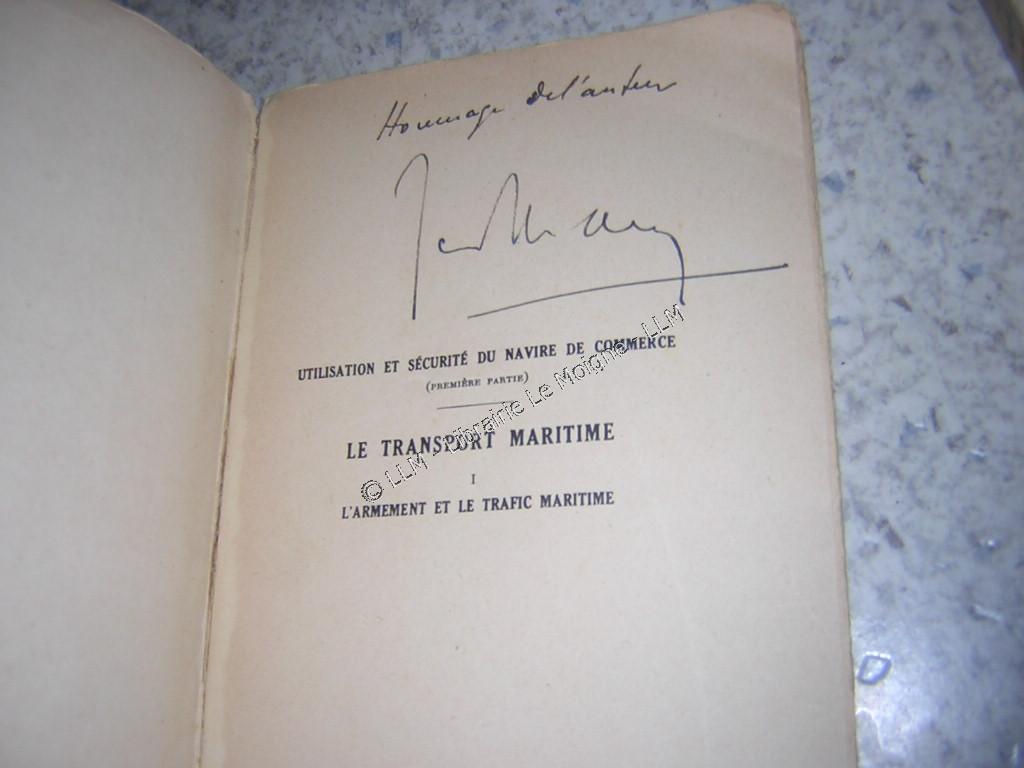 Hommage de l'auteur
UTILISATION ET SÉCURITÉ DU NAVIRE DE COMMERCE
(PREMIÈRE PARTIE)
LE TRANSPORT MARITIME
I
L'ARMEMENT ET LE TRAFIC MARITIME
© LLM - Librairie Le Moigne - LLM